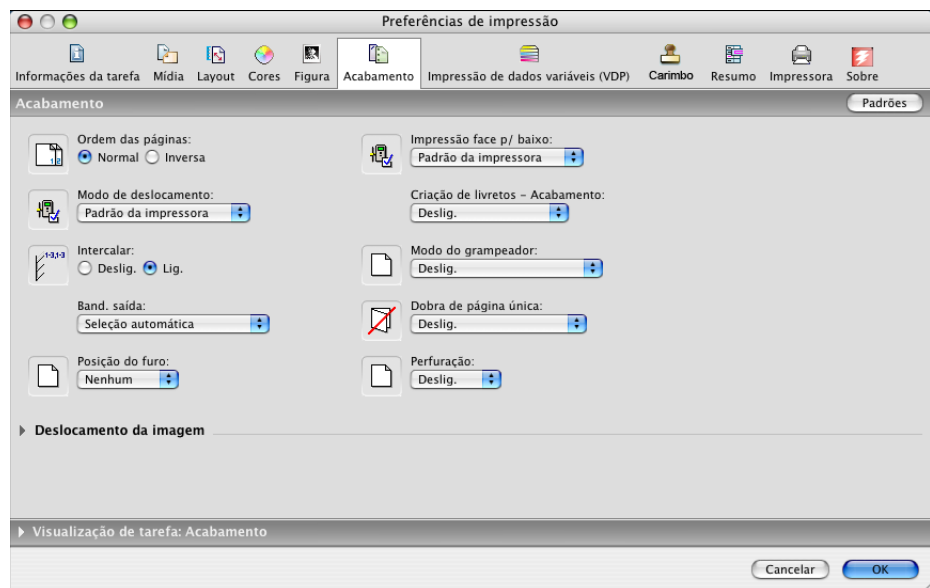 Preferências de impressão
Informações da tarefa Mídia Layout Cores Figura Acabamento Impressão de dados variáveis (VDP) Carimbo Resumo Impressora Sobre
Acabamento Padrões
Ordem das páginas:
Normal Inversa
Impressão face p/ baixo:
Padrão da impressora
Modo de deslocamento:
Padrão da impressora
Criação de livretos – Acabamento:
Deslig.
Intercalar:
Deslig. Lig.
Modo do grampeador:
Deslig.
Band. saída:
Seleção automática
Dobra de página única:
Deslig.
Posição do furo:
Nenhum
Perfuração:
Deslig.
Deslocamento da imagem
Visualização de tarefa: Acabamento
Cancelar OK